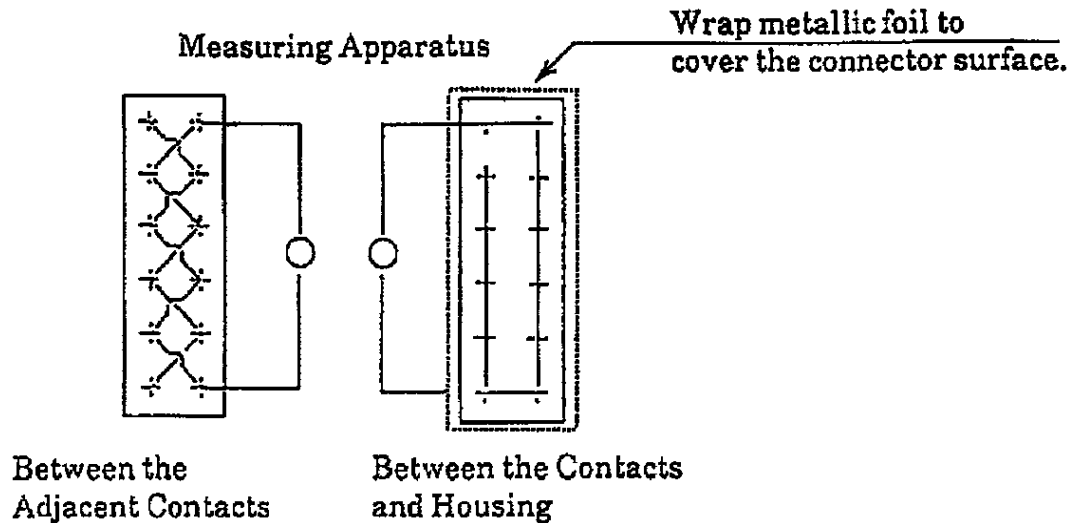 Measuring Apparatus
Wrap metallic foil to
cover the connector surface.
Between the
Adjacent Contacts
Between the Contacts
and Housing